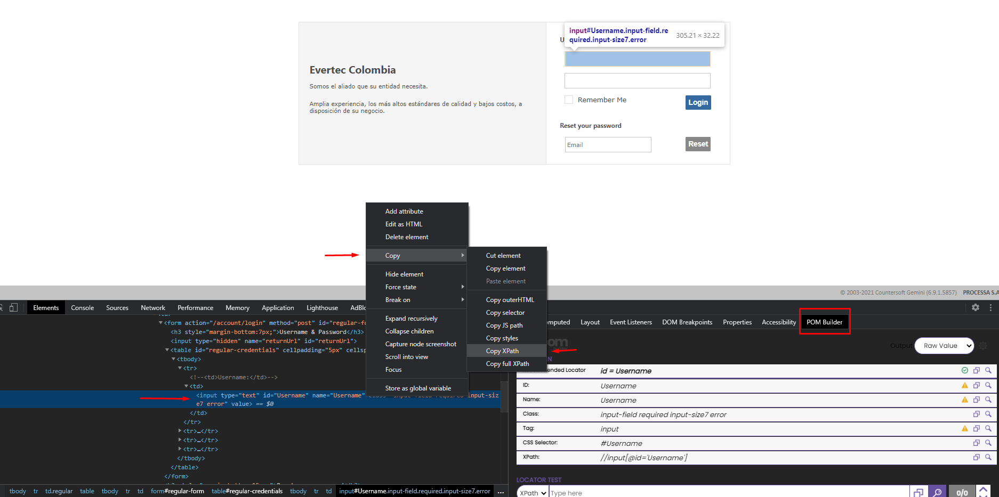 input#Username.input-field.re
quired.input-size7.error
305.21 × 32.22
U
Evertec Colombia
Somos el aliado que su entidad necesita.
Amplia experiencia, los más altos estándares de calidad y bajos costos, a
disposición de su negocio.
Remember Me
Login
Reset your password
Email
Reset
Add attribute
Edit as HTML
Delete element
Copy
Hide element
Force state
Break on
Expand recursively
Collapse children
Capture node screenshot
Scroll into view
Focus
Store as global variable
Cut element
Copy element
Paste element
Copy outerHTML
Copy selector
Copy JS path
Copy styles
Copy XPath
Copy full XPath
© 2003-2021 Countersoft Gemini (6.9.1.5857) PROCESSA S.A
Elements Console Sources Network Performance Memory Application Lighthouse AdBlo
<form action="/account/login" method="post" id="regular-fo
<h3 style="margin-bottom:7px;">Username & Password</h3>
<input type="hidden" name="returnUrl" id="returnUrl">
<table id="regular-credentials" cellpadding="5px" cellsp
<tbody>
<tr>
<!--<td>Username:</td>-->
<td>
<input type="text" id="Username" name="Username" class="input-field required input-siz
e7 error" value> == $0
</td>
</tr>
<tr>…</tr>
<tr>…</tr>
<tr>…</tr>
</tbody>
</table>
</form>
tbody tr td.regular table tbody tr td form#regular-form table#regular-credentials tbody tr td input#Username.input-field.required.input-size7.error ...
mputed Layout Event Listeners DOM Breakpoints Properties Accessibility POM Builder
om
Output Raw Value
N
ended Locator id = Username
ID: Username
Name: Username
Class: input-field required input-size7 error
Tag: input
CSS Selector: #Username
XPath: //input[@id='Username']
LOCATOR TEST
XPath Type here 0/0